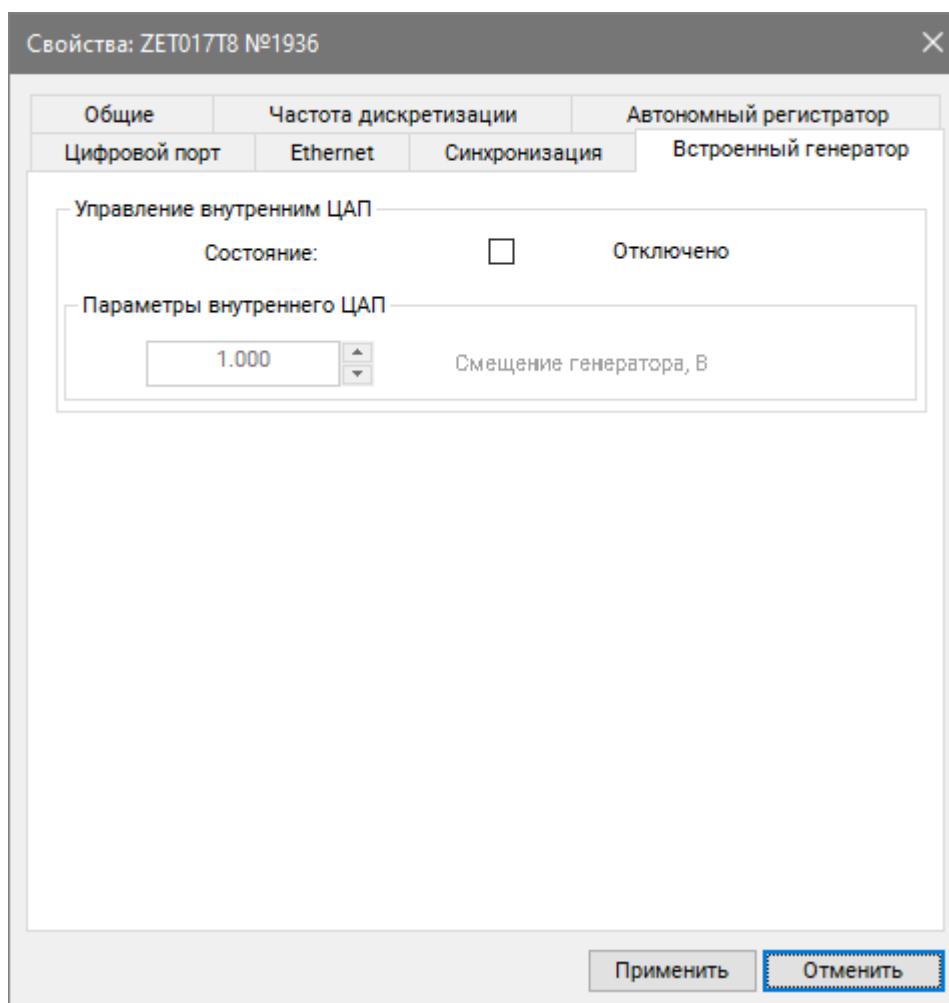 Свойства: ZET017T8 №1936
Общие Частота дискретизации Автономный регистратор
Цифровой порт Ethernet Синхронизация Встроенный генератор
Управление внутренним ЦАП
Состояние: Отключено
Параметры внутреннего ЦАП
1.000 Смещение генератора, В
Применить Отменить